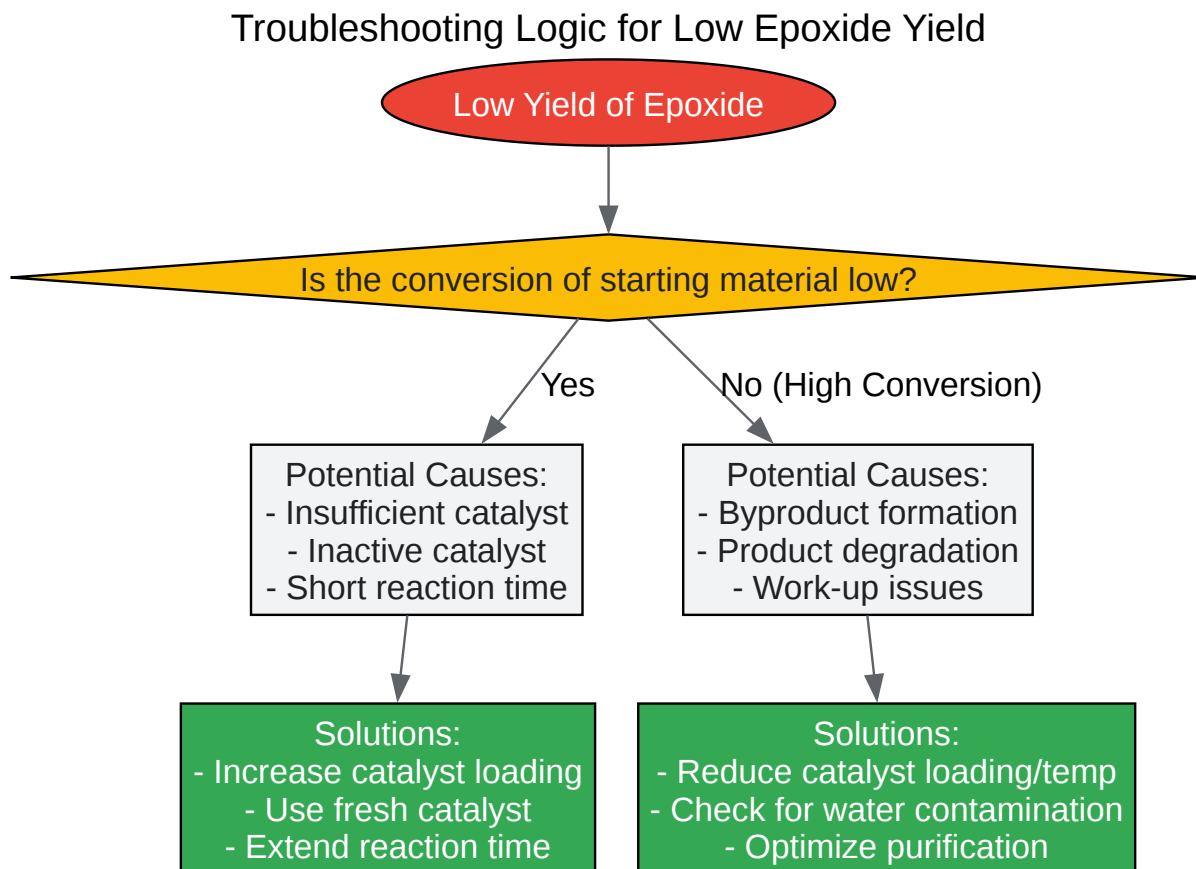 Troubleshooting Logic for Low Epoxide Yield
Low Yield of Epoxide
Is the conversion of starting material low?
Yes
No (High Conversion)
Potential Causes:
- Insufficient catalyst
- Inactive catalyst
- Short reaction time
Potential Causes:
- Byproduct formation
- Product degradation
- Work-up issues
Solutions:
- Increase catalyst loading
- Use fresh catalyst
- Extend reaction time
Solutions:
- Reduce catalyst loading/temp
- Check for water contamination
- Optimize purification